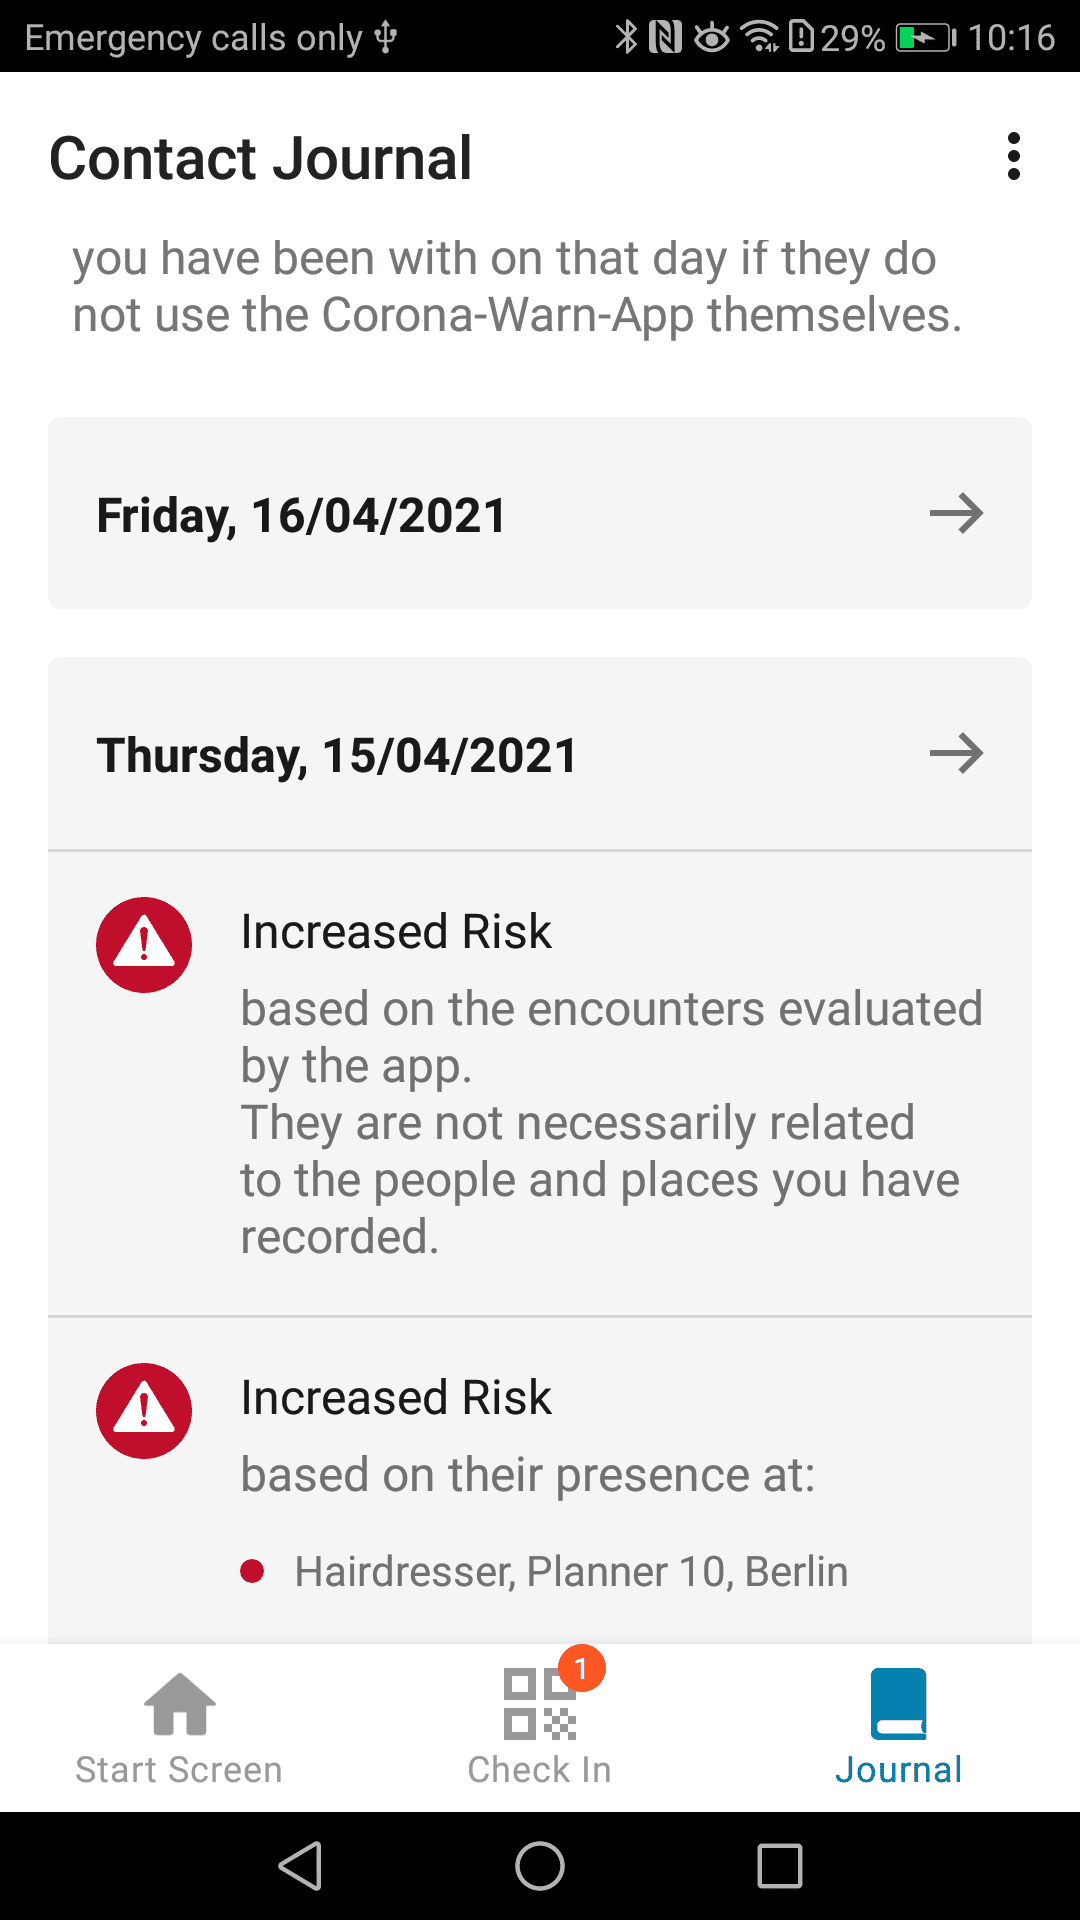 Emergency calls only 29% 10:16
Contact Journal
you have been with on that day if they do
not use the Corona-Warn-App themselves.
Friday, 16/04/2021
Thursday, 15/04/2021
Increased Risk
based on the encounters evaluated
by the app.
They are not necessarily related
to the people and places you have
recorded.
Increased Risk
based on their presence at:
Hairdresser, Planner 10, Berlin
1
Start Screen Check In Journal